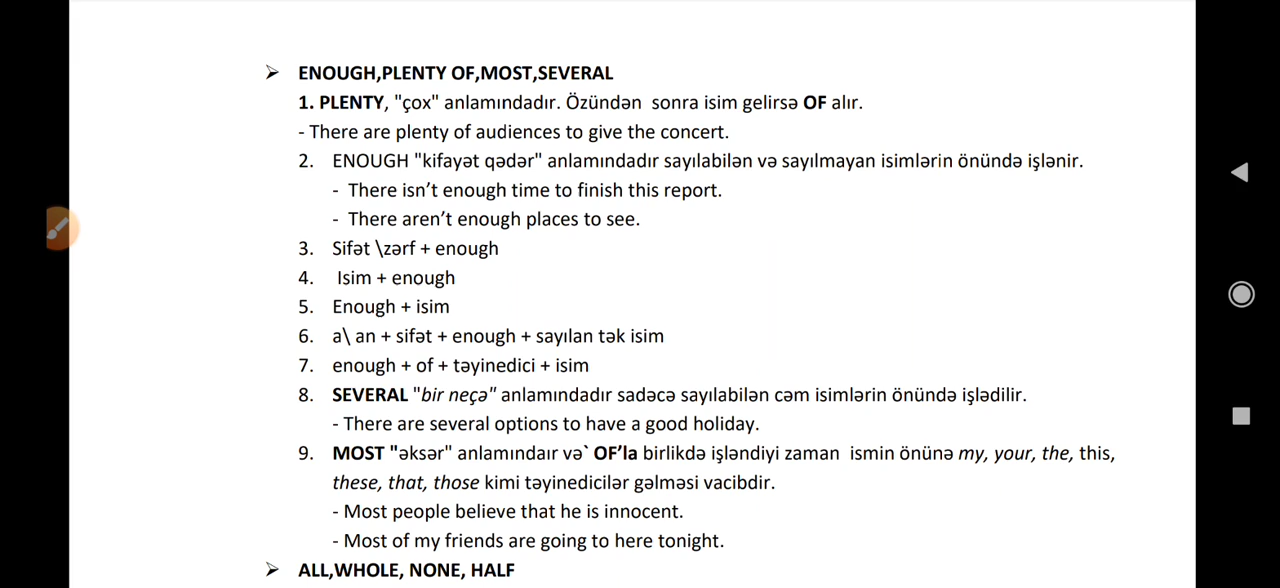 ➢ ENOUGH,PLENTY OF,MOST,SEVERAL
1. PLENTY, "çox" anlamındadır. Özündən sonra isim gelirsə OF alır.
- There are plenty of audiences to give the concert.
2. ENOUGH "kifayət qədər" anlamındadır sayılabilən və sayılmayan isimlərin önündə işlənir.
- There isn’t enough time to finish this report.
- There aren’t enough places to see.
3. Sifət \zərf + enough
4. Isim + enough
5. Enough + isim
6. a\ an + sifət + enough + sayılan tək isim
7. enough + of + təyinedici + isim
8. SEVERAL "bir neçə" anlamındadır sadəcə sayılabilən cəm isimlərin önündə işlədilir.
- There are several options to have a good holiday.
9. MOST "əksər" anlamındaır və` OF’la birlikdə işləndiyi zaman ismin önünə my, your, the, this,
these, that, those kimi təyinedicilər gəlməsi vacibdir.
- Most people believe that he is innocent.
- Most of my friends are going to here tonight.
➢ ALL,WHOLE, NONE, HALF